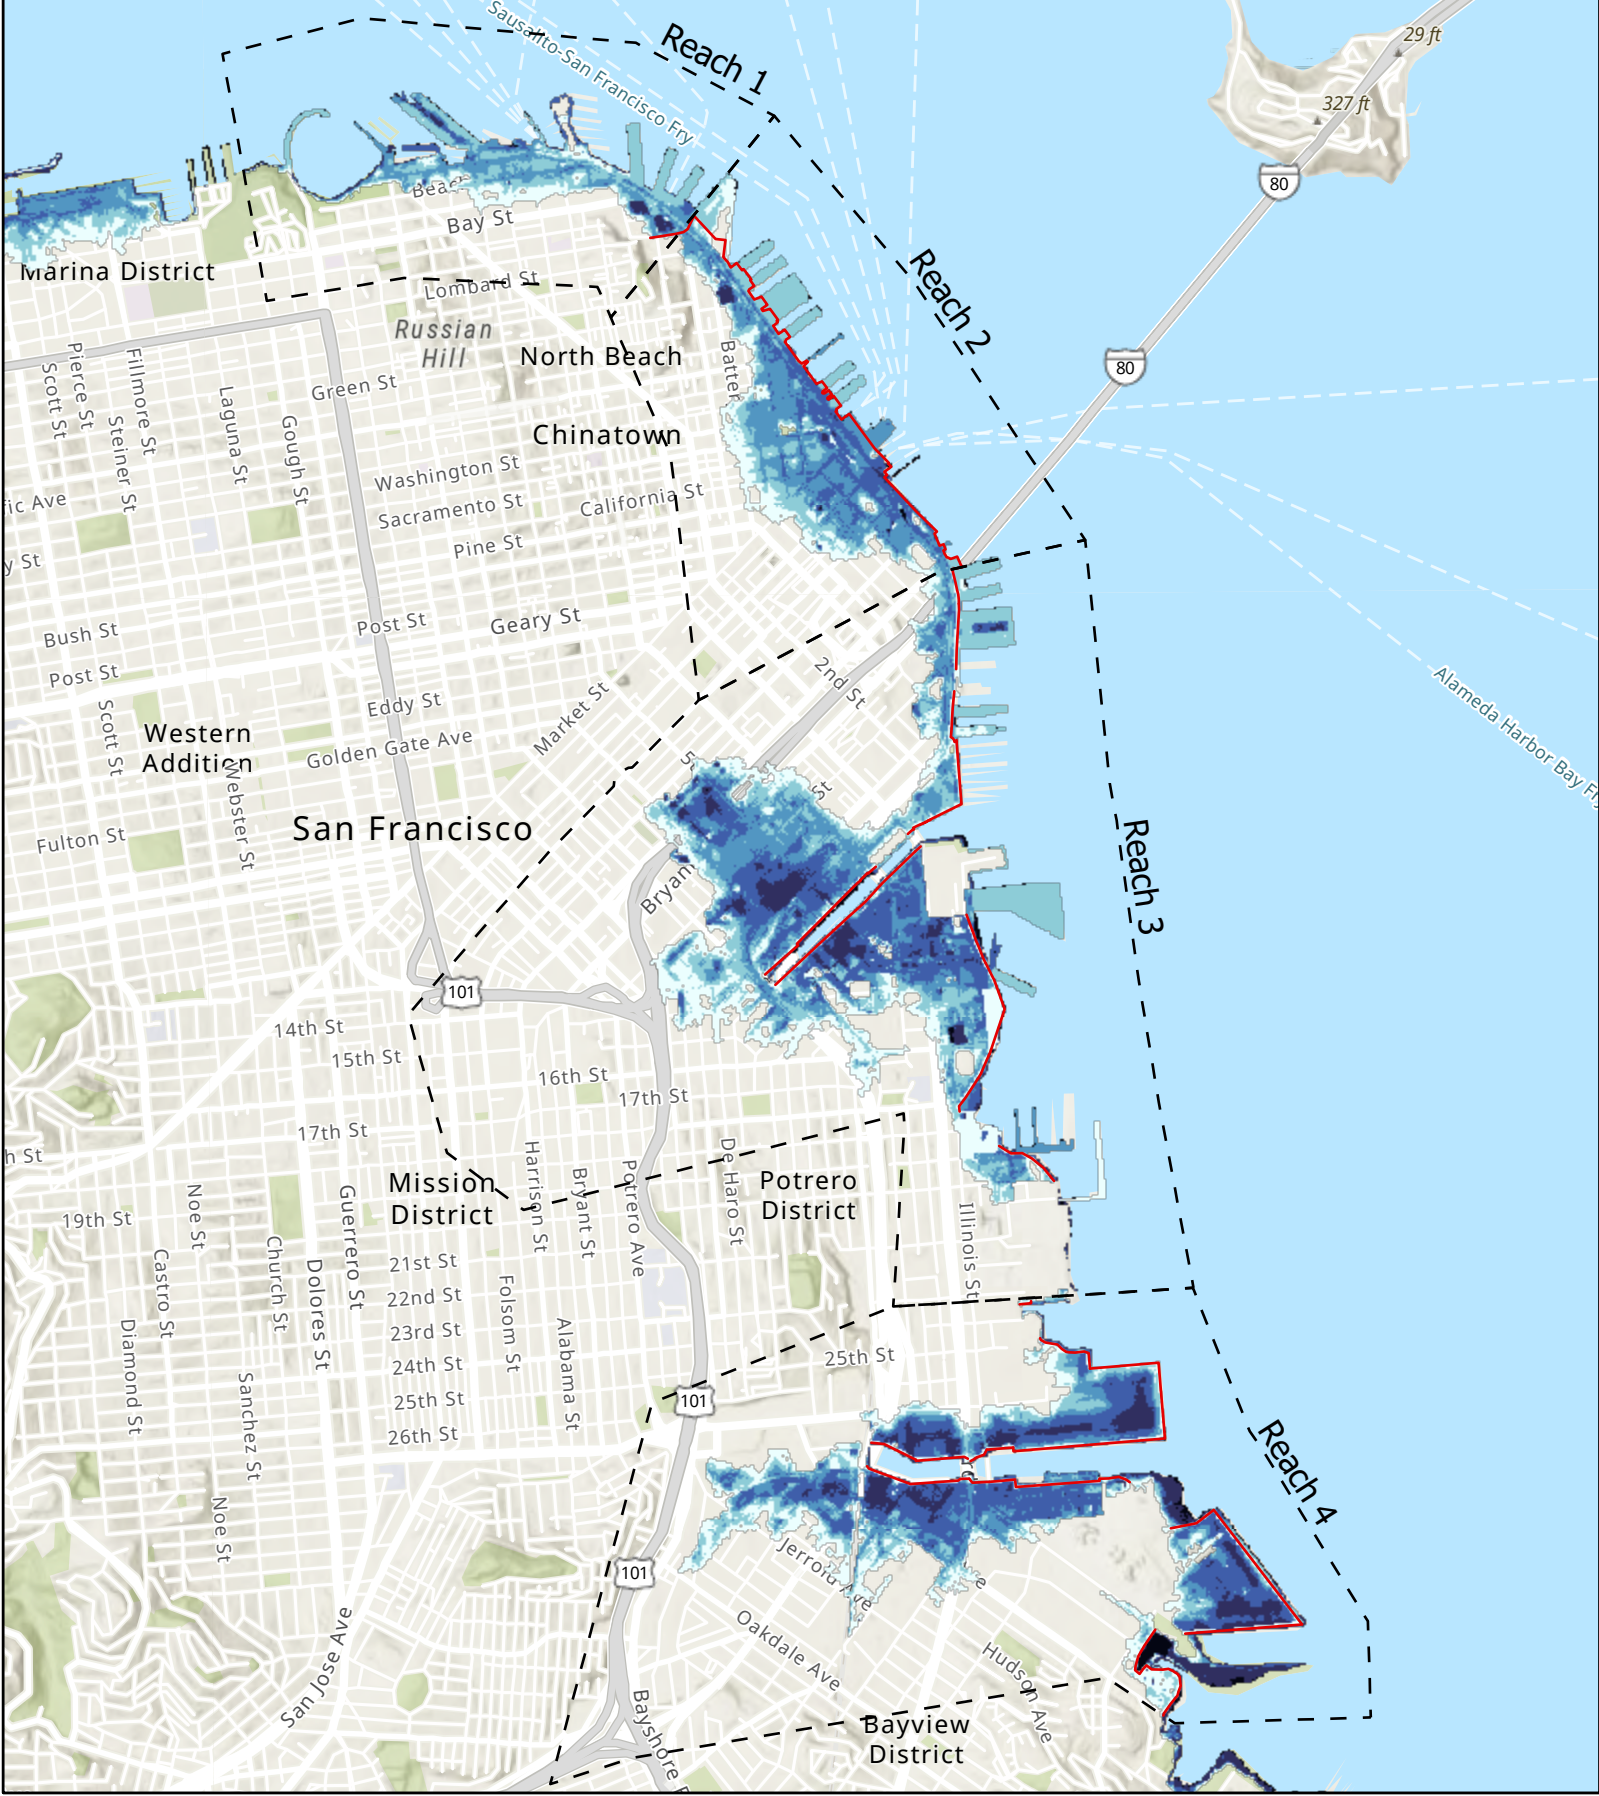 Sausalito-San Francisco Fry
Reach 1
29 ft
327 ft
80
Bay St
Marina District
Lombard St
Reach 2
Russian
Hill
North Beach
80
Pierce St
Scott St
Fillmore St
Steiner St
Laguna St
Gough St
Green St
Chinatown
Washington St
Sacramento St
California St
Pine St
Bush St
Post St
Geary St
Post St
2nd St
Eddy St
Market St
Alameda Harbor Bay Fry
Scott St
Western
Addition
Golden Gate Ave
Webster St
St
San Francisco
Fulton St
Reach 3
101
14th St
15th St
16th St
17th St
17th St
Mission
District
Potrero
District
Harrison St
Bryant St
Potrero Ave
De Haro St
Illinois St
Noe St
Guerrero St
19th St
Castro St
Church St
Dolores St
21st St
22nd St
23rd St
24th St
25th St
26th St
Folsom St
Alabama St
25th St
Diamond St
Sanchez St
101
Reach 4
Noe St
101
Jerrold Ave
Oakdale Ave
Hudson Ave
San Jose Ave
Bayview
District
Bayshore